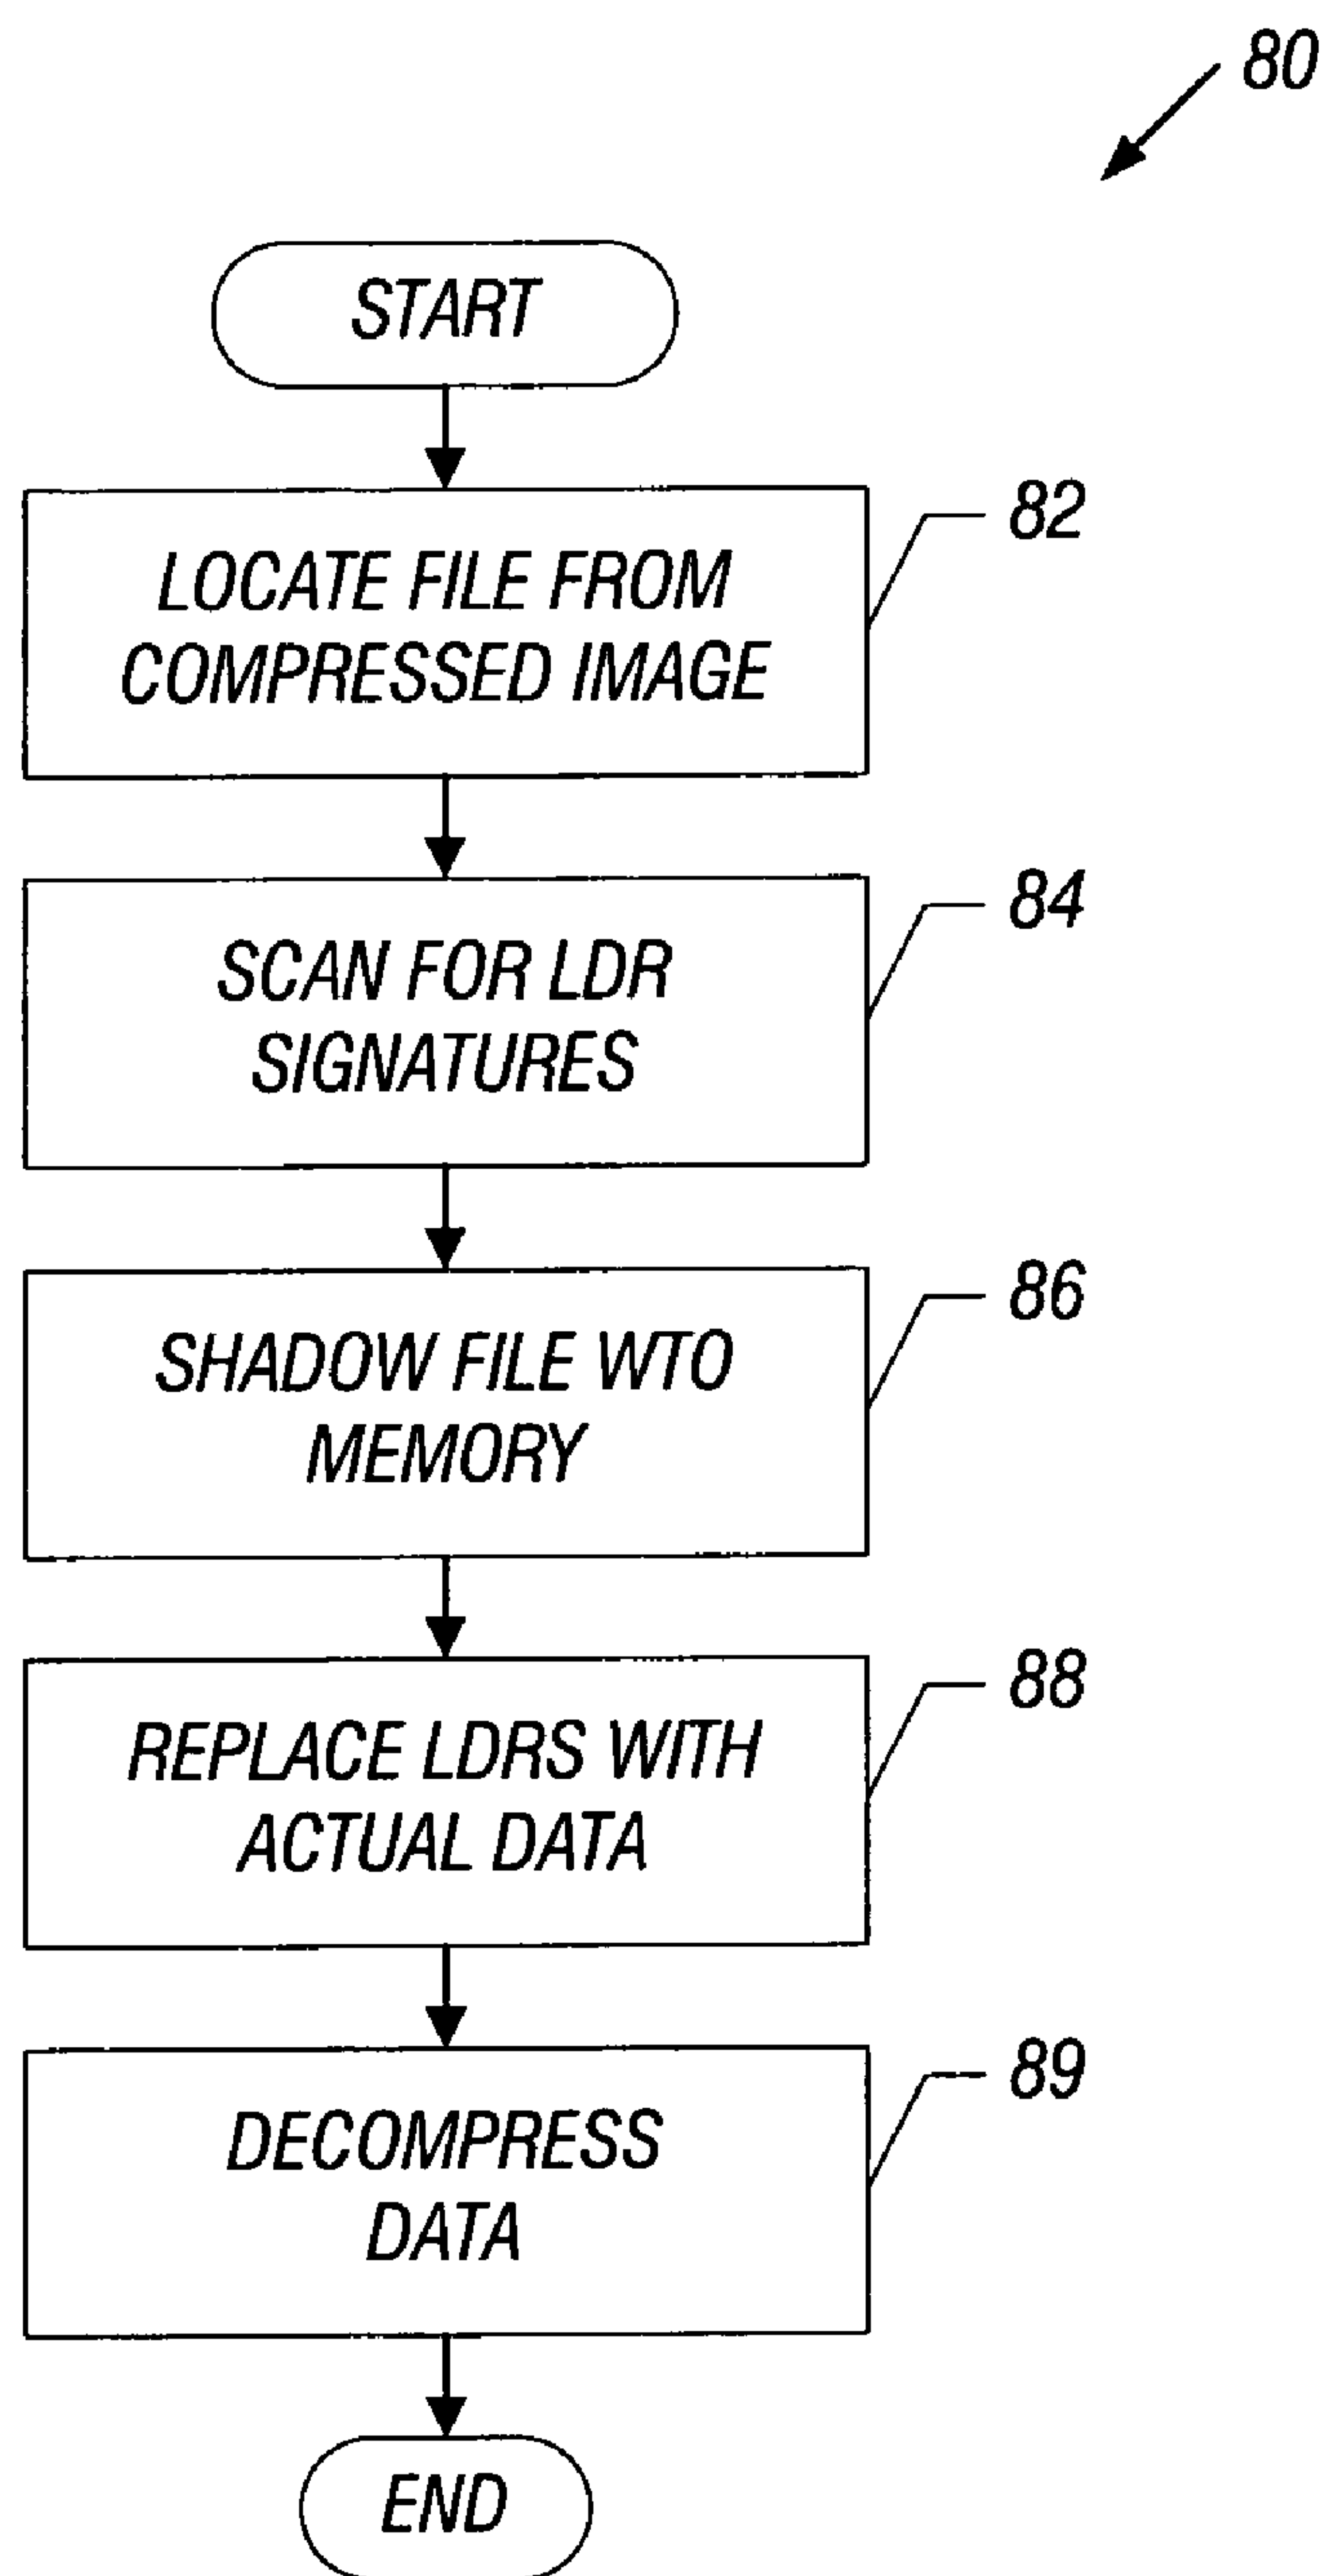 80
START
LOCATE FILE FROM
COMPRESSED IMAGE
82
SCAN FOR LDR
SIGNATURES
84
SHADOW FILE WTO
MEMORY
86
REPLACE LDRS WITH
ACTUAL DATA
88
DECOMPRESS
DATA
89
END